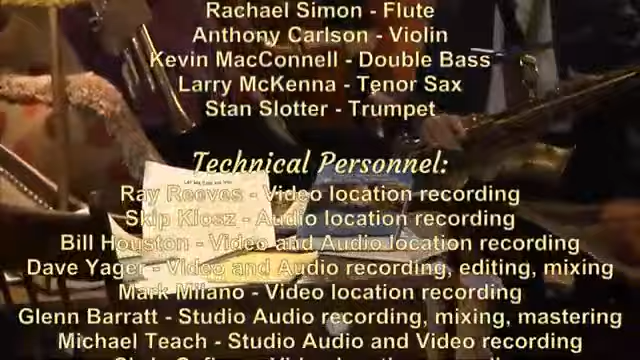 Rachael Simon - Flute
Anthony Carlson - Violin
Kevin MacConnell - Double Bass
Larry McKenna - Tenor Sax
Stan Slotter - Trumpet
Technical Personnel:
Ray Reeves - Video location recording
Skip Klosz - Audio location recording
Bill Houston - Video and Audio location recording
Dave Yager - Video and Audio recording, editing, mixing
Mark Milano - Video location recording
Glenn Barratt - Studio Audio recording, mixing, mastering
Michael Teach - Studio Audio and Video recording